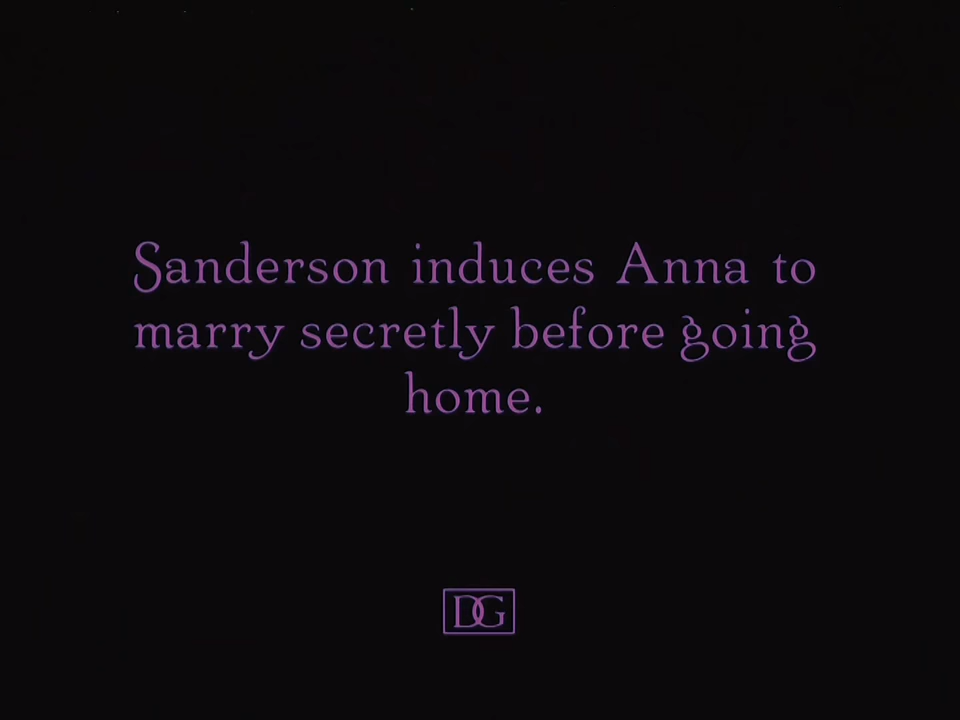 Sanderson induces Anna to
marry secretly before going
home.
DG